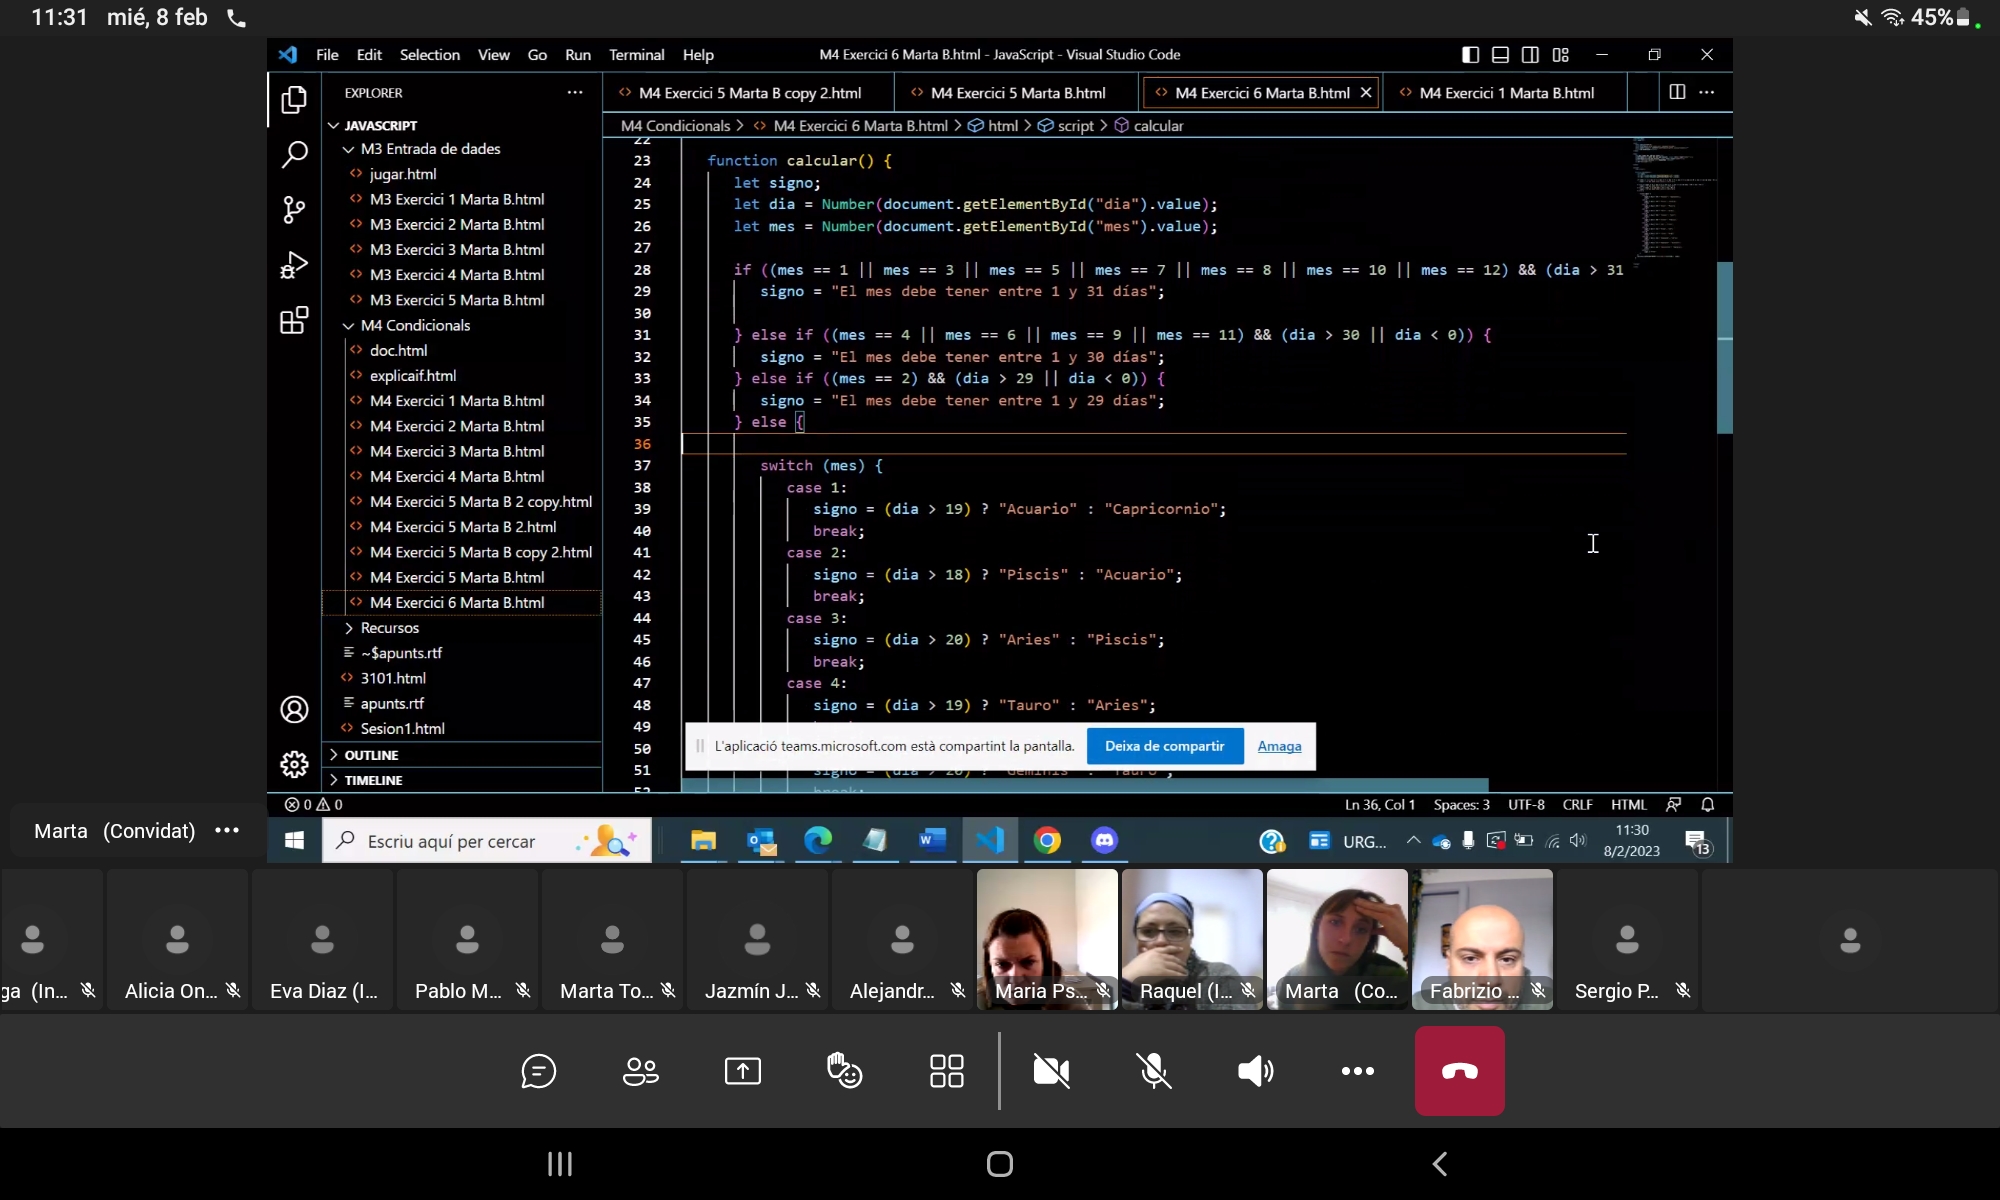 11:31 mié, 8 feb
45%
File Edit Selection View Go Run Terminal Help
M4 Exercici 6 Marta B.html - JavaScript - Visual Studio Code
EXPLORER
JAVASCRIPT
M3 Entrada de dades
jugar.html
M3 Exercici 1 Marta B.html
M3 Exercici 2 Marta B.html
M3 Exercici 3 Marta B.html
M3 Exercici 4 Marta B.html
M3 Exercici 5 Marta B.html
M4 Condicionals
doc.html
explicaif.html
M4 Exercici 1 Marta B.html
M4 Exercici 2 Marta B.html
M4 Exercici 3 Marta B.html
M4 Exercici 4 Marta B.html
M4 Exercici 5 Marta B 2 copy.html
M4 Exercici 5 Marta B 2.html
M4 Exercici 5 Marta B copy 2.html
M4 Exercici 5 Marta B.html
M4 Exercici 6 Marta B.html
Recursos
~$apunts.rtf
3101.html
apunts.rtf
Sesion1.html
OUTLINE
TIMELINE
M4 Exercici 5 Marta B copy 2.html
M4 Exercici 5 Marta B.html
M4 Exercici 6 Marta B.html
M4 Exercici 1 Marta B.html
M4 Condicionals > M4 Exercici 6 Marta B.html > html > script > calcular
22
23 function calcular() {
24 let signo;
25 let dia = Number(document.getElementById("dia").value);
26 let mes = Number(document.getElementById("mes").value);
27
28 if ((mes == 1 || mes == 3 || mes == 5 || mes == 7 || mes == 8 || mes == 10 || mes == 12) && (dia > 31
29 signo = "El mes debe tener entre 1 y 31 días";
30
31 } else if ((mes == 4 || mes == 6 || mes == 9 || mes == 11) && (dia > 30 || dia < 0)) {
32 signo = "El mes debe tener entre 1 y 30 días";
33 } else if ((mes == 2) && (dia > 29 || dia < 0)) {
34 signo = "El mes debe tener entre 1 y 29 días";
35 } else {
36
37 switch (mes) {
38 case 1:
39 signo = (dia > 19) ? "Acuario" : "Capricornio";
40 break;
41 case 2:
42 signo = (dia > 18) ? "Piscis" : "Acuario";
43 break;
44 case 3:
45 signo = (dia > 20) ? "Aries" : "Piscis";
46 break;
47 case 4:
48 signo = (dia > 19) ? "Tauro" : "Aries";
49
50
51 signo = (dia > 20) ? "Geminis" : "Tauro";
52 break;
L'aplicació teams.microsoft.com està compartint la pantalla. Deixa de compartir Amaga
0 0
Ln 36, Col 1 Spaces: 3 UTF-8 CRLF HTML
Marta (Convidat)
Escriu aquí per cercar
URG...
11:30
8/2/2023
13
ga (In...
Alicia On...
Eva Diaz (I...
Pablo M...
Marta To...
Jazmín J...
Alejandr...
Maria Ps...
Raquel (I...
Marta (Co...
Fabrizio ...
Sergio P...